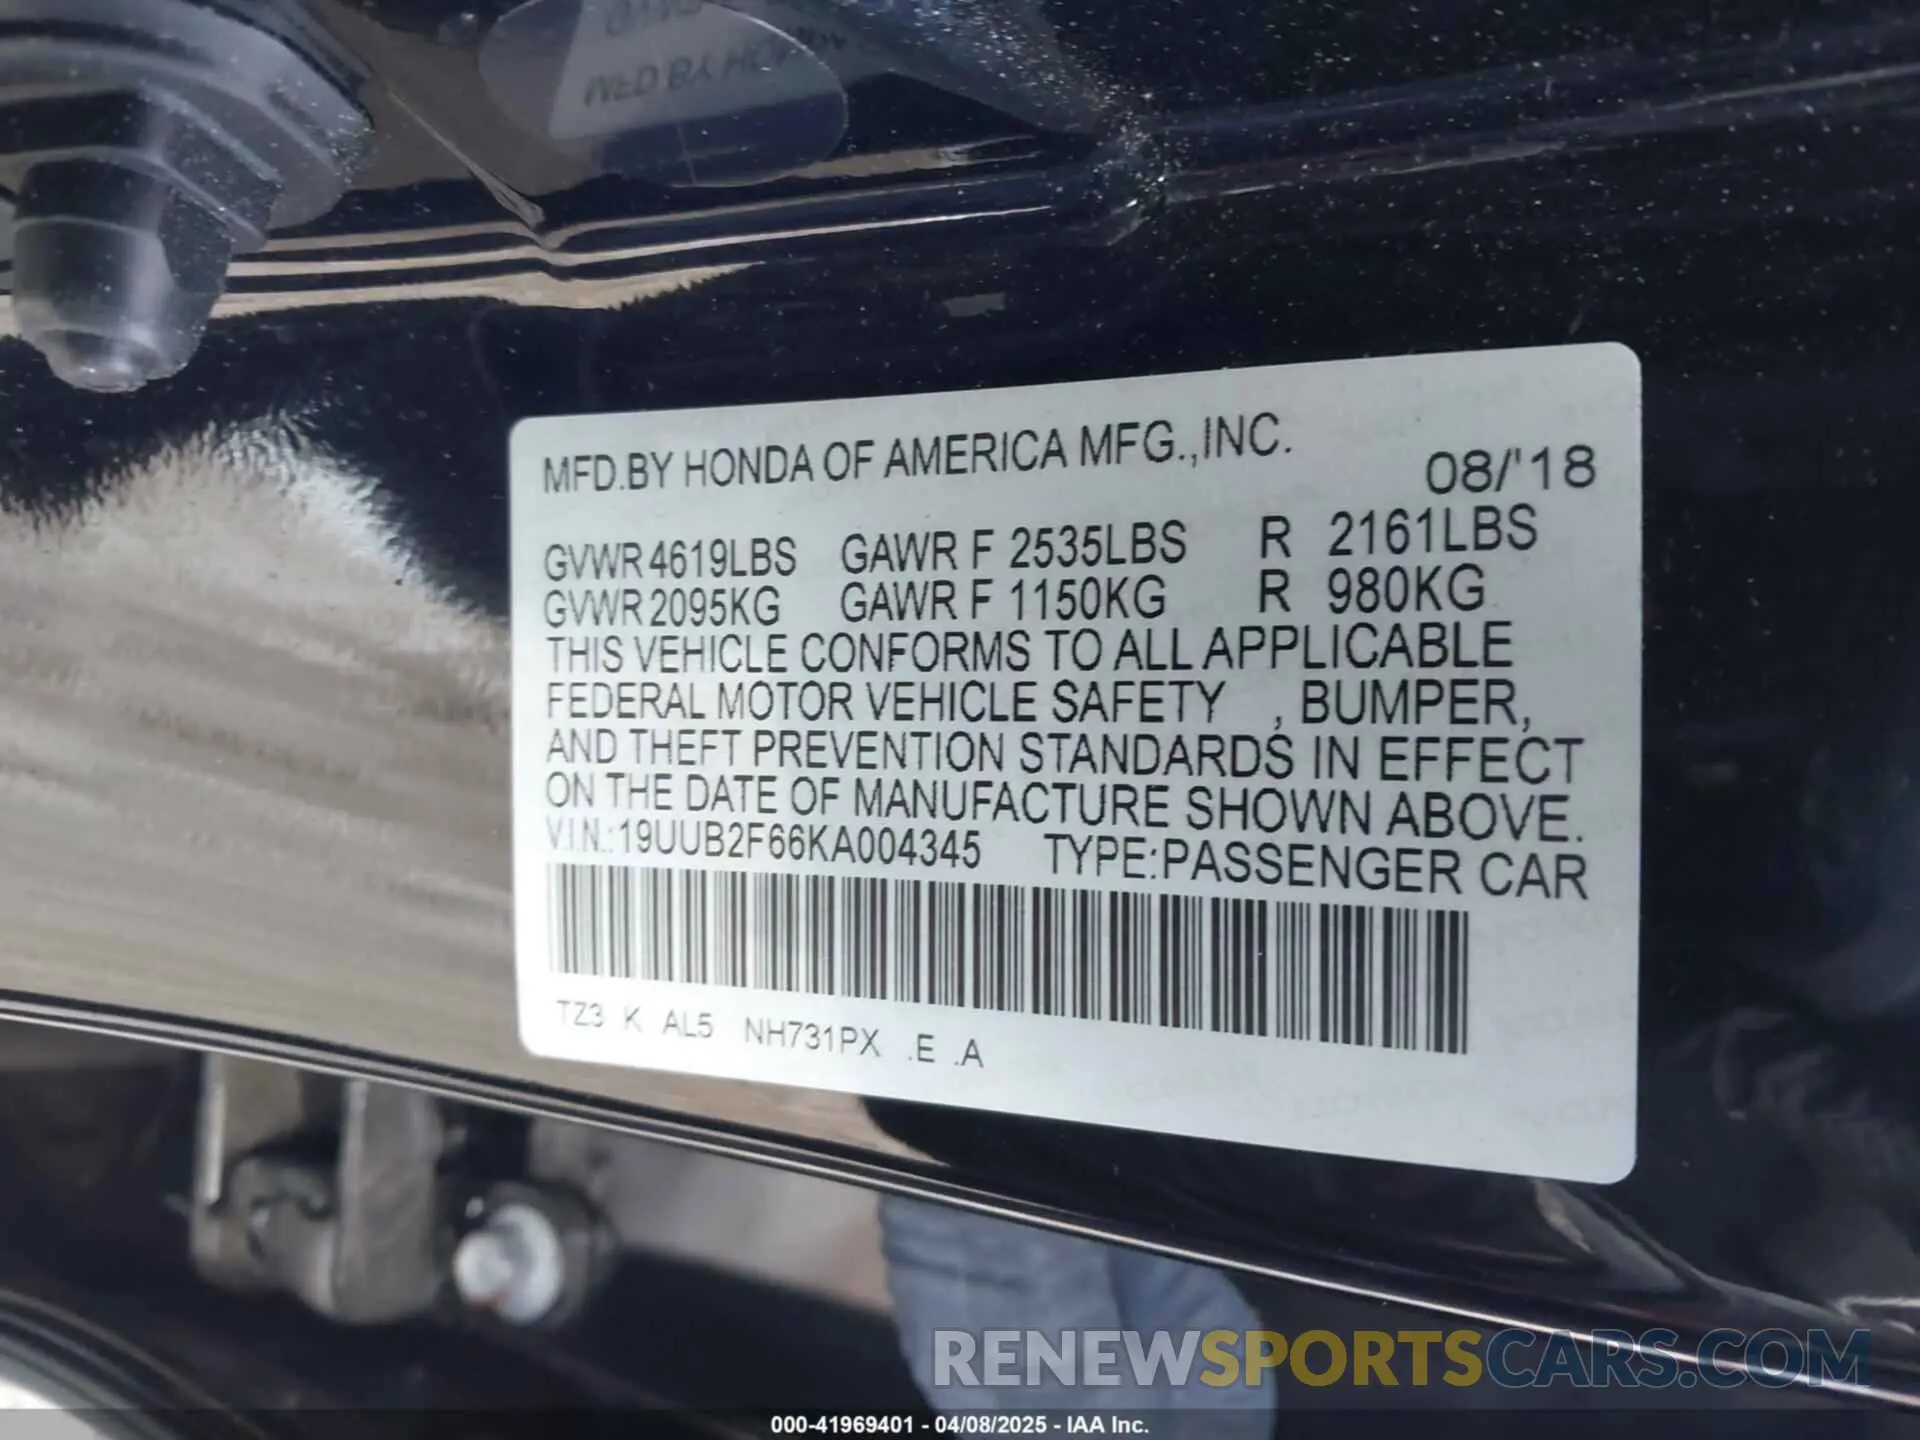 MFD BY HON
MFD.BY HONDA OF AMERICA MFG.,INC.
08/'18
GVWR 4619LBS GAWR F 2535LBS R 2161LBS
GVWR 2095KG GAWR F 1150KG R 980KG
THIS VEHICLE CONFORMS TO ALL APPLICABLE
FEDERAL MOTOR VEHICLE SAFETY , BUMPER,
AND THEFT PREVENTION STANDARDS IN EFFECT
ON THE DATE OF MANUFACTURE SHOWN ABOVE.
V.I.N.:19UUB2F66KA004345 TYPE:PASSENGER CAR
TZ3 K AL5 NH731PX .E .A
RENEWSPORTSCARS.COM
000-41969401 - 04/08/2025 - IAA Inc.